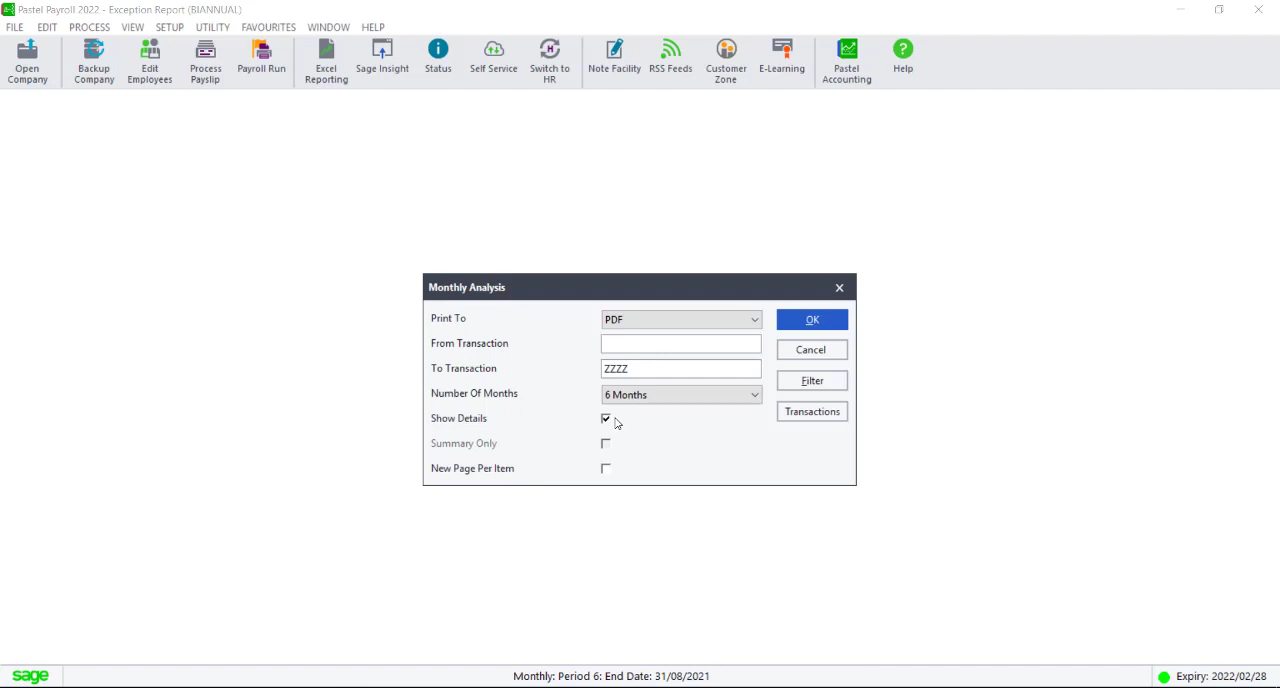 Pastel Payroll 2022 - Exception Report (BIANNUAL)
FILE EDIT PROCESS VIEW SETUP UTILITY FAVOURITES WINDOW HELP
Open Company
Backup Company
Edit Employees
Process Payslip
Payroll Run
Excel Reporting
Sage Insight
Status
Self Service
Switch to HR
Note Facility
RSS Feeds
Customer Zone
E-Learning
Pastel Accounting
Help
Monthly Analysis
Print To PDF OK
From Transaction Cancel
To Transaction ZZZZ Filter
Number Of Months 6 Months Transactions
Show Details
Summary Only
New Page Per Item
sage Monthly: Period 6: End Date: 31/08/2021 Expiry: 2022/02/28